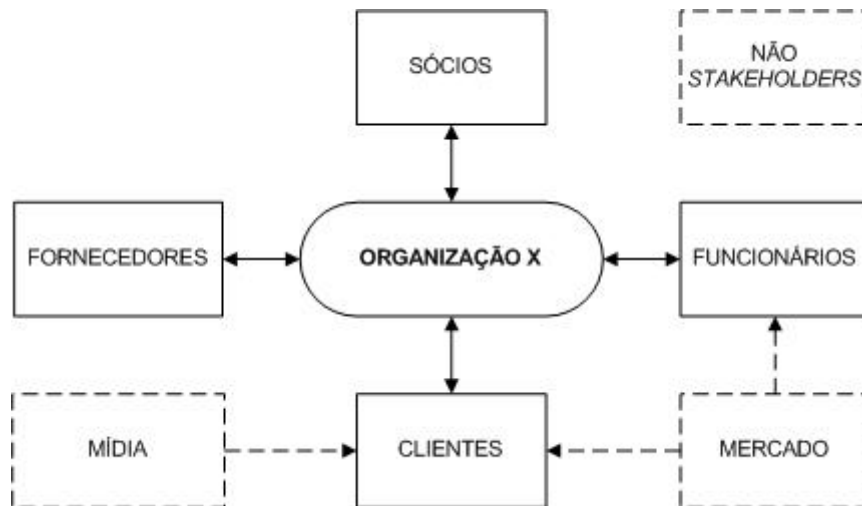 SÓCIOS
NÃO
STAKEHOLDERS
FORNECEDORES
ORGANIZAÇÃO X
FUNCIONÁRIOS
MÍDIA
CLIENTES
MERCADO